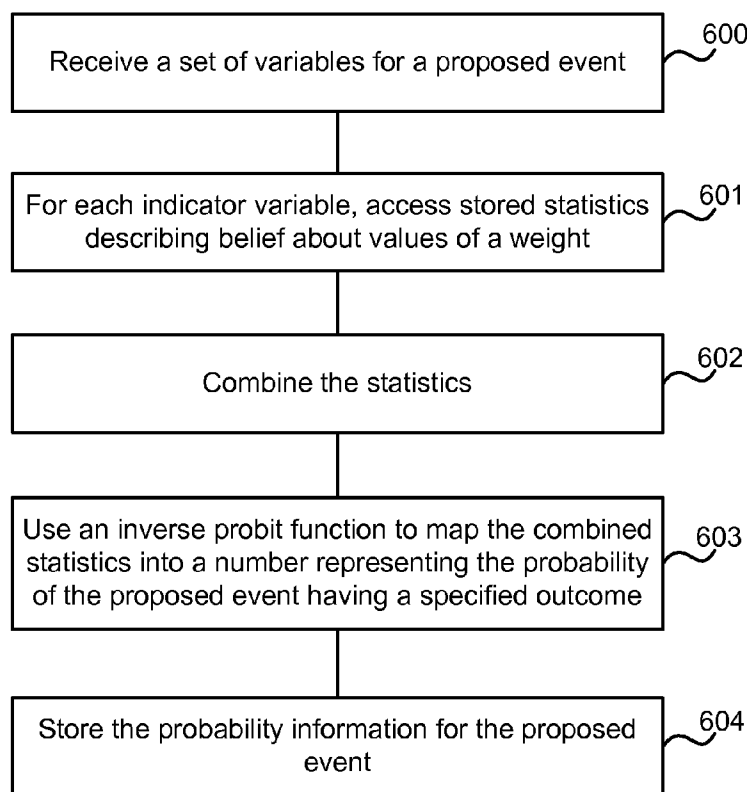 600
Receive a set of variables for a proposed event
601
For each indicator variable, access stored statistics
describing belief about values of a weight
602
Combine the statistics
603
Use an inverse probit function to map the combined
statistics into a number representing the probability
of the proposed event having a specified outcome
604
Store the probability information for the proposed
event